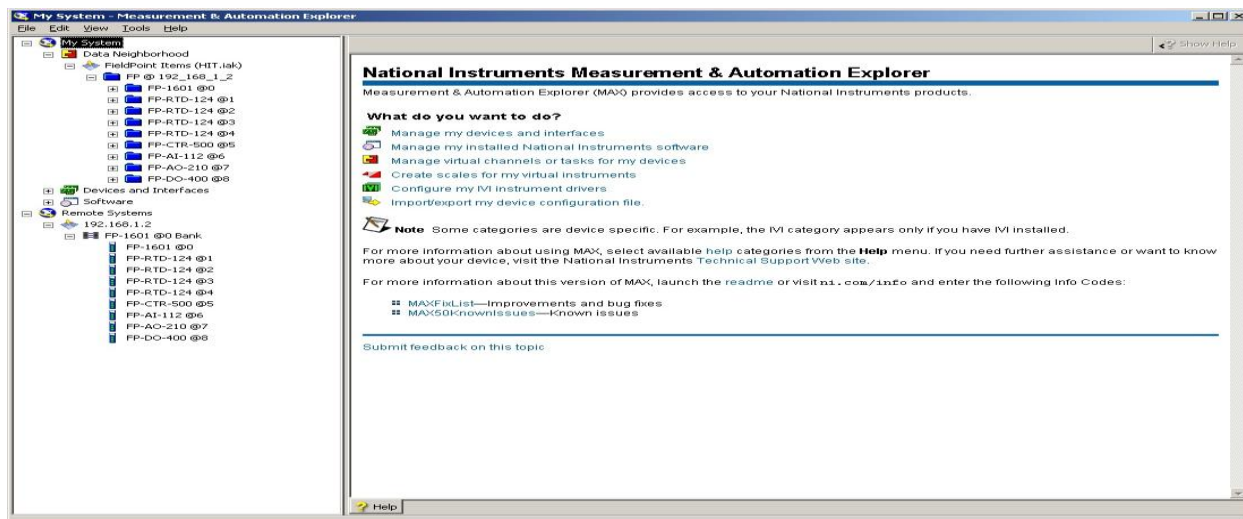 My System - Measurement & Automation Explorer
File Edit View Tools Help
My System
Data Neighborhood
FieldPoint Items (HIT.iak)
FP @ 192_168_1_2
FP-1601 @0
FP-RTD-124 @1
FP-RTD-124 @2
FP-RTD-124 @3
FP-RTD-124 @4
FP-CTR-500 @5
FP-AI-112 @6
FP-AO-210 @7
FP-DO-400 @8
Devices and Interfaces
Software
Remote Systems
192.168.1.2
FP-1601 @0 Bank
FP-1601 @0
FP-RTD-124 @1
FP-RTD-124 @2
FP-RTD-124 @3
FP-RTD-124 @4
FP-CTR-500 @5
FP-AI-112 @6
FP-AO-210 @7
FP-DO-400 @8
Show Help
National Instruments Measurement & Automation Explorer
Measurement & Automation Explorer (MAX) provides access to your National Instruments products.
What do you want to do?
Manage my devices and interfaces
Manage my installed National Instruments software
Manage virtual channels or tasks for my devices
Create scales for my virtual instruments
IVI Configure my IVI instrument drivers
Import/export my device configuration file.
Note Some categories are device specific. For example, the IVI category appears only if you have IVI installed.
For more information about using MAX, select available help categories from the Help menu. If you need further assistance or want to know
more about your device, visit the National Instruments Technical Support Web site.
For more information about this version of MAX, launch the readme or visit ni.com/info and enter the following Info Codes:
MAXFixList—Improvements and bug fixes
MAX50KnownIssues—Known issues
Submit feedback on this topic
Help